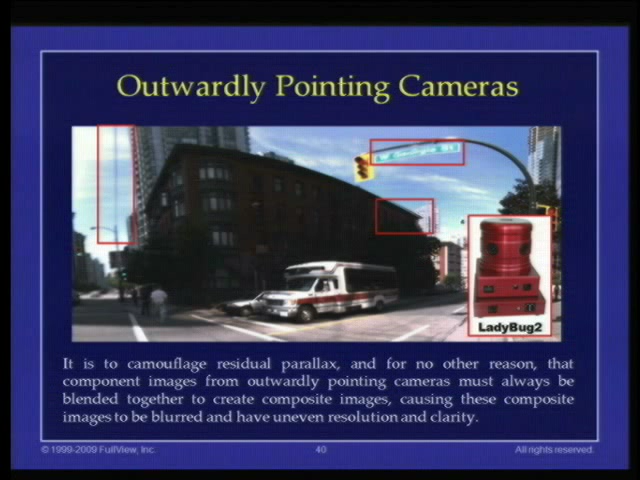 Outwardly Pointing Cameras
LadyBug2
It is to camouflage residual parallax, and for no other reason, that
component images from outwardly pointing cameras must always be
blended together to create composite images, causing these composite
images to be blurred and have uneven resolution and clarity.
© 1999-2009 FullView, Inc.
40
All rights reserved.